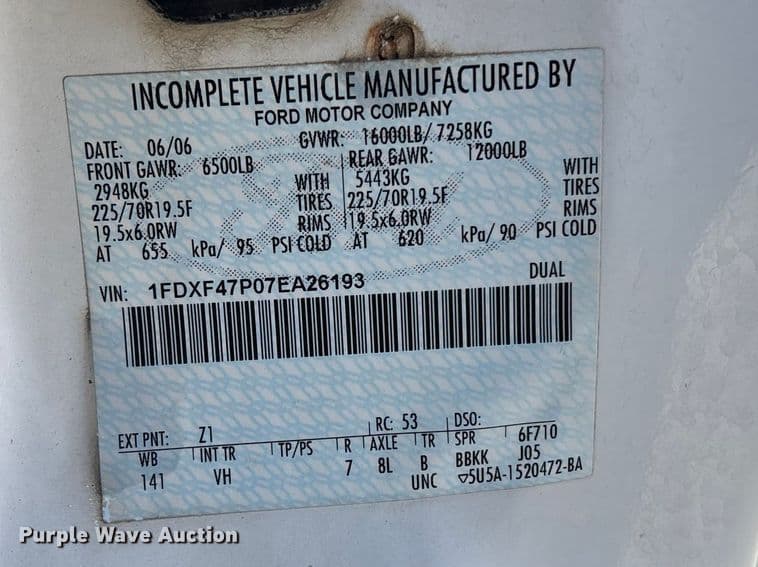 INCOMPLETE VEHICLE MANUFACTURED BY
FORD MOTOR COMPANY
DATE: 06/06 GVWR: 16000LB/ 7258KG
FRONT GAWR: 6500LB REAR GAWR: 12000LB
2948KG WITH 5443KG WITH
225/70R19.5F TIRES 225/70R19.5F TIRES
19.5x6.0RW RIMS 19.5x6.0RW RIMS
AT 655 kPa/ 95 PSI COLD AT 620 kPa/ 90 PSI COLD
VIN: 1FDXF47P07EA26193 DUAL
EXT PNT: Z1 RC: 53 DSO:
WB INT TR TP/PS R AXLE TR SPR 6F710
141 VH 7 8L B BBKK J05
UNC ▽5U5A-1520472-BA
Purple Wave Auction